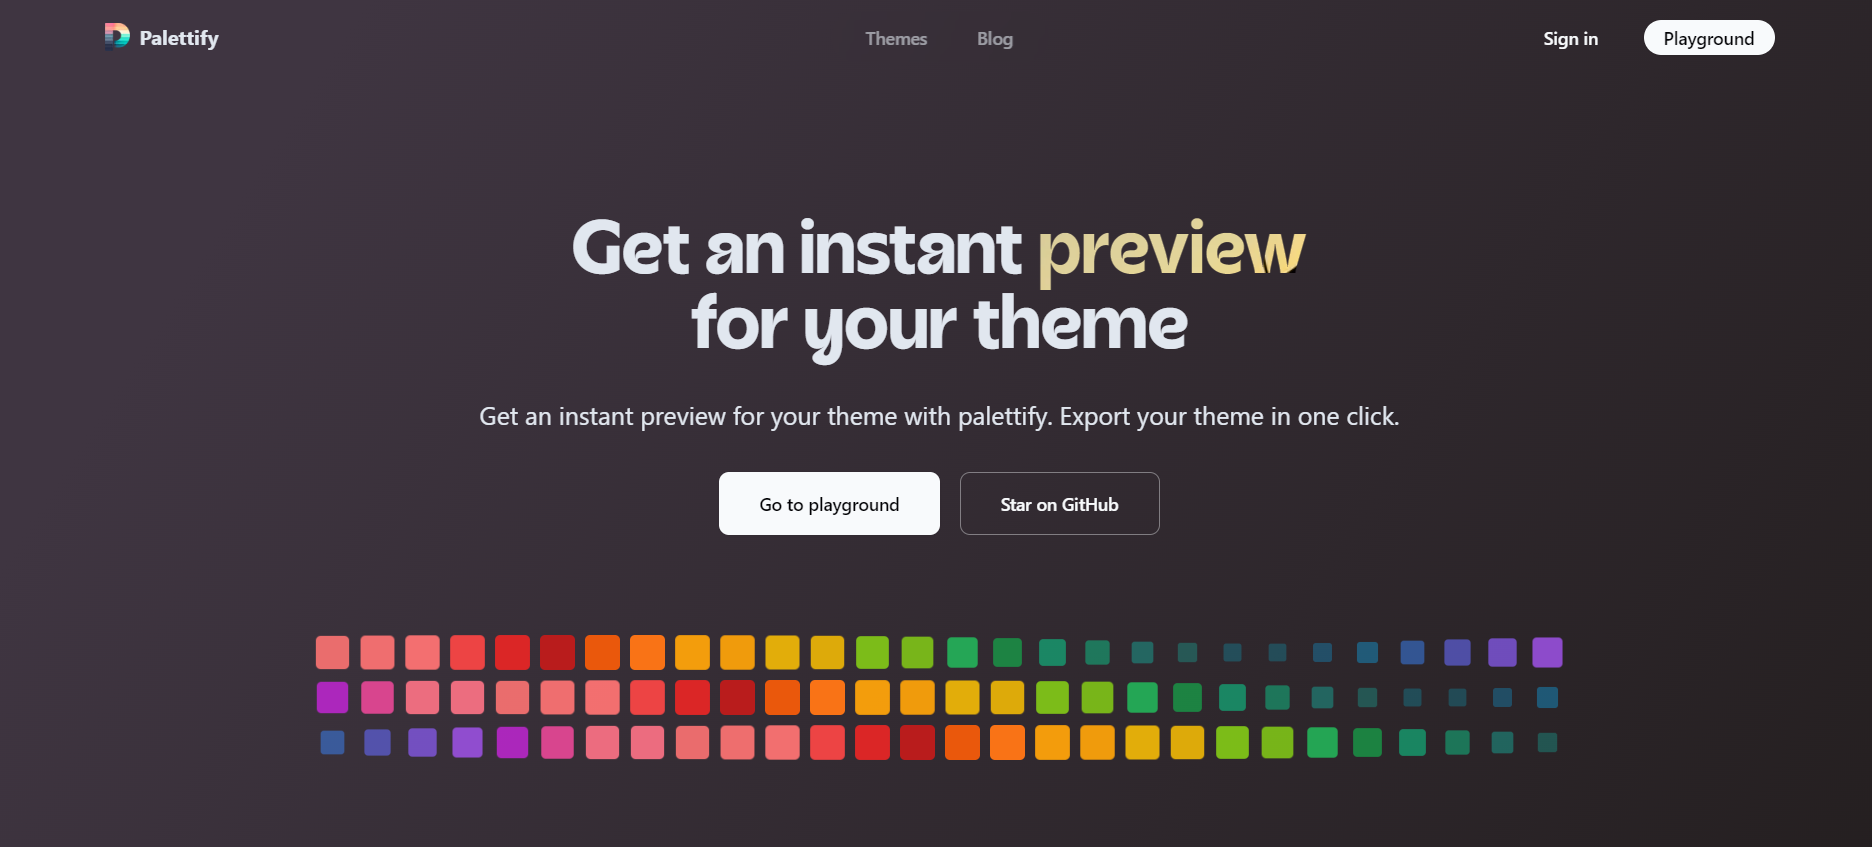 Palettify
Themes
Blog
Sign in
Playground
Get an instant preview
for your theme
Get an instant preview for your theme with palettify. Export your theme in one click.
Go to playground
Star on GitHub